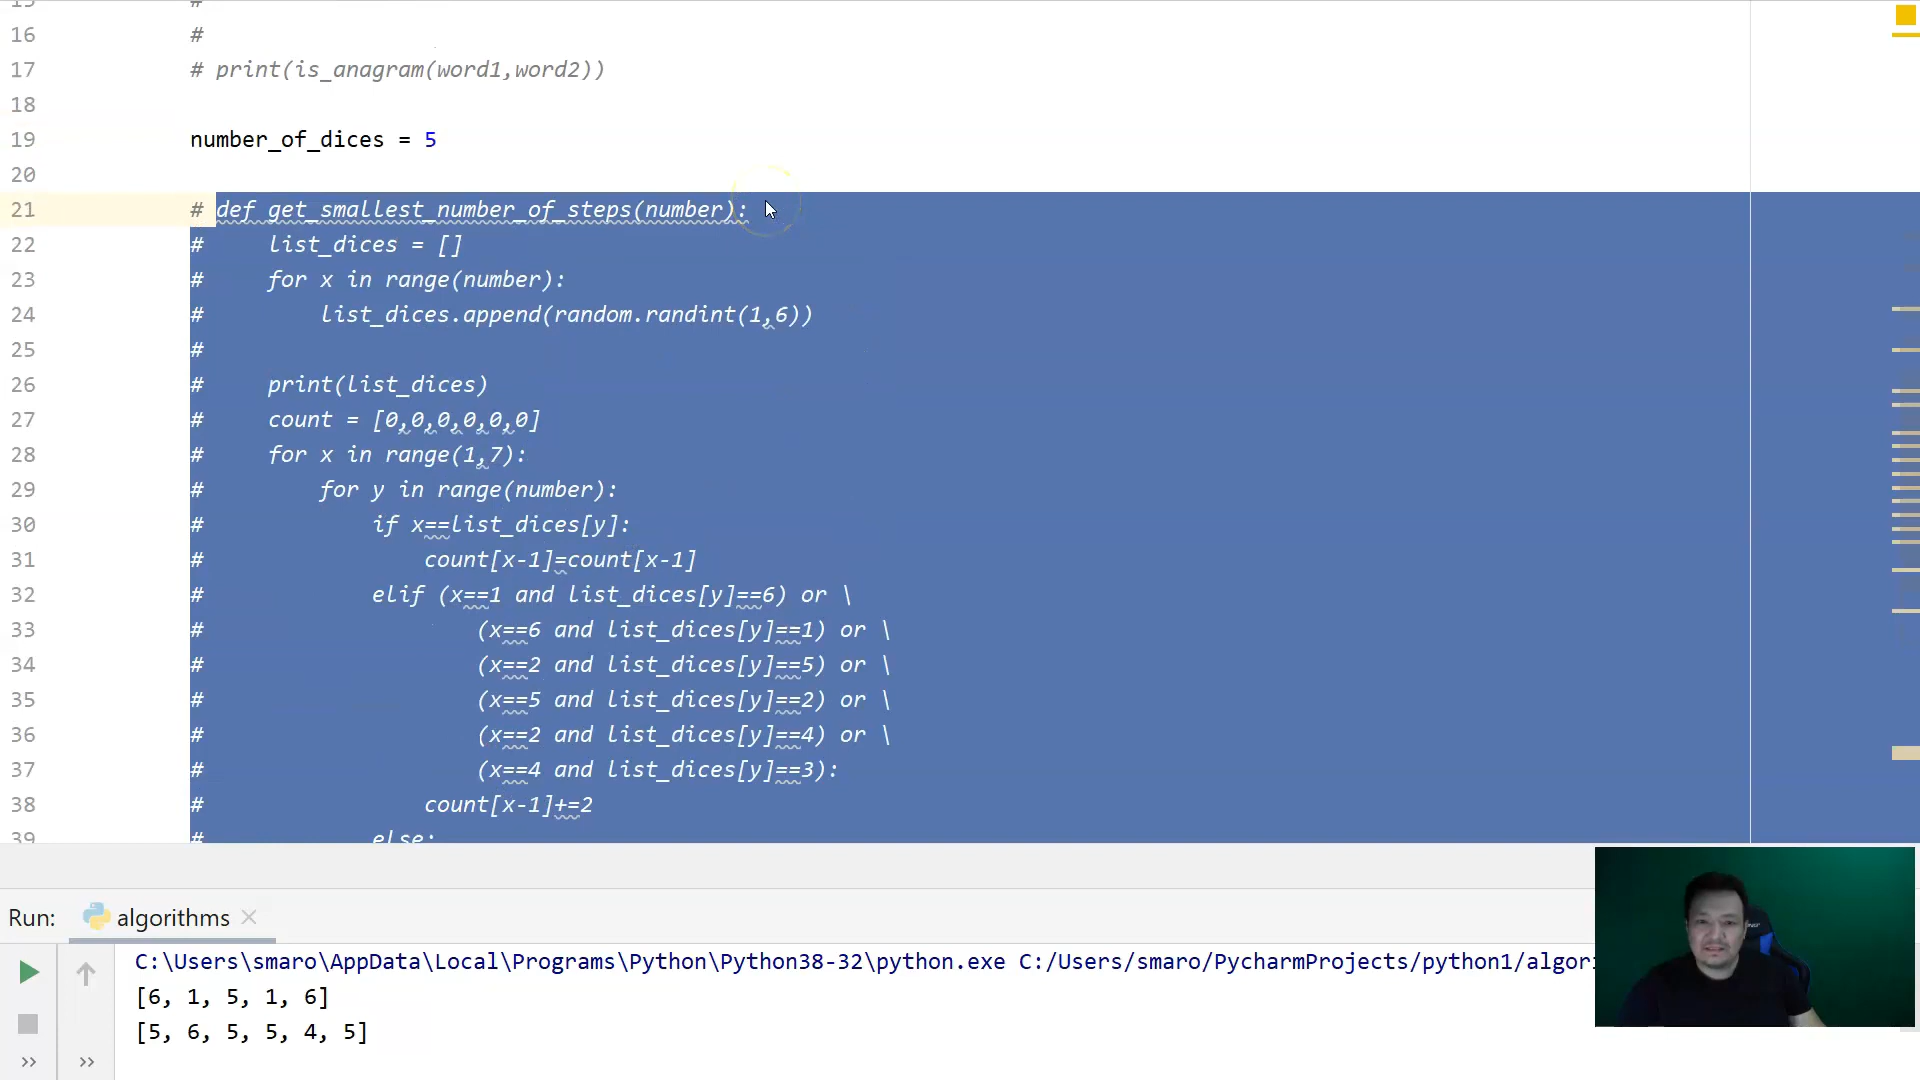 15 #
16 #
17 # print(is_anagram(word1,word2))
18
19 number_of_dices = 5
20
21 # def get_smallest_number_of_steps(number):
22 #     list_dices = []
23 #     for x in range(number):
24 #         list_dices.append(random.randint(1,6))
25 #
26 #     print(list_dices)
27 #     count = [0,0,0,0,0,0]
28 #     for x in range(1,7):
29 #         for y in range(number):
30 #             if x==list_dices[y]:
31 #                 count[x-1]=count[x-1]
32 #             elif (x==1 and list_dices[y]==6) or \
33 #                     (x==6 and list_dices[y]==1) or \
34 #                     (x==2 and list_dices[y]==5) or \
35 #                     (x==5 and list_dices[y]==2) or \
36 #                     (x==2 and list_dices[y]==4) or \
37 #                     (x==4 and list_dices[y]==3):
38 #                 count[x-1]+=2
39 #             else:
Run: algorithms
C:\Users\smaro\AppData\Local\Programs\Python\Python38-32\python.exe C:/Users/smaro/PycharmProjects/python1/algori
[6, 1, 5, 1, 6]
[5, 6, 5, 5, 4, 5]